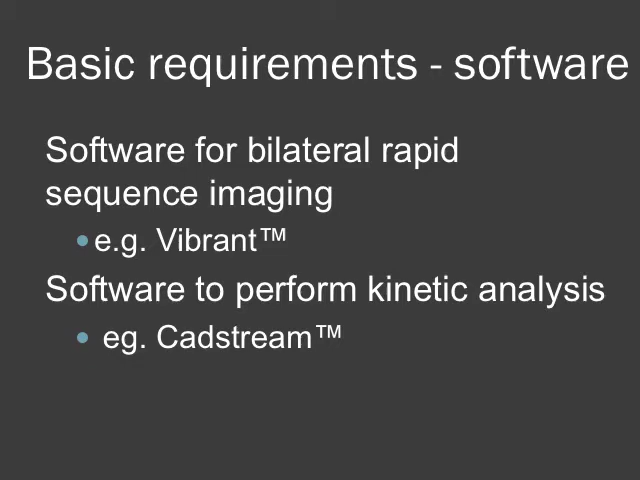 Basic requirements - software
Software for bilateral rapid
sequence imaging
•e.g. Vibrant™
Software to perform kinetic analysis
• eg. Cadstream™